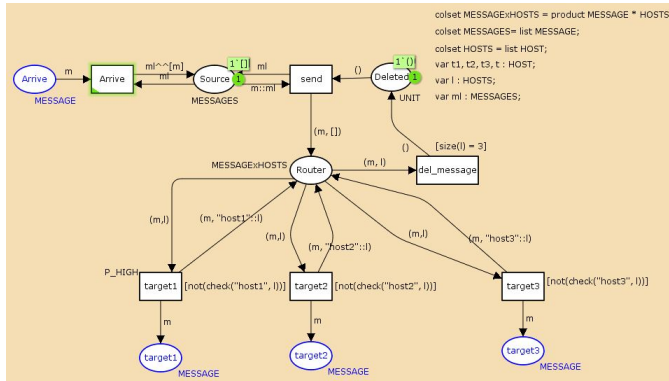 colset MESSAGExHOSTS = product MESSAGE * HOSTS
colset MESSAGES= list MESSAGE;
colset HOSTS = list HOST;
var t1, t2, t3, t : HOST;
var l : HOSTS;
var ml : MESSAGES;
Arrive
m
MESSAGE
Arrive
ml^^[m]
ml
Source
1`[]
1
MESSAGES
ml
m::ml
send
()
Deleted
1`()
1
UNIT
(m, [])
()
[size(l) = 3]
MESSAGExHOSTS
Router
(m, l)
del_message
(m,l)
(m, "host1"::l)
(m,l)
(m, "host2"::l)
(m,l)
(m, "host3"::l)
P_HIGH
target1
[not(check("host1", l))]
target2
[not(check("host2", l))]
target3
[not(check("host3", l))]
m
m
m
target1
MESSAGE
target2
MESSAGE
target3
MESSAGE